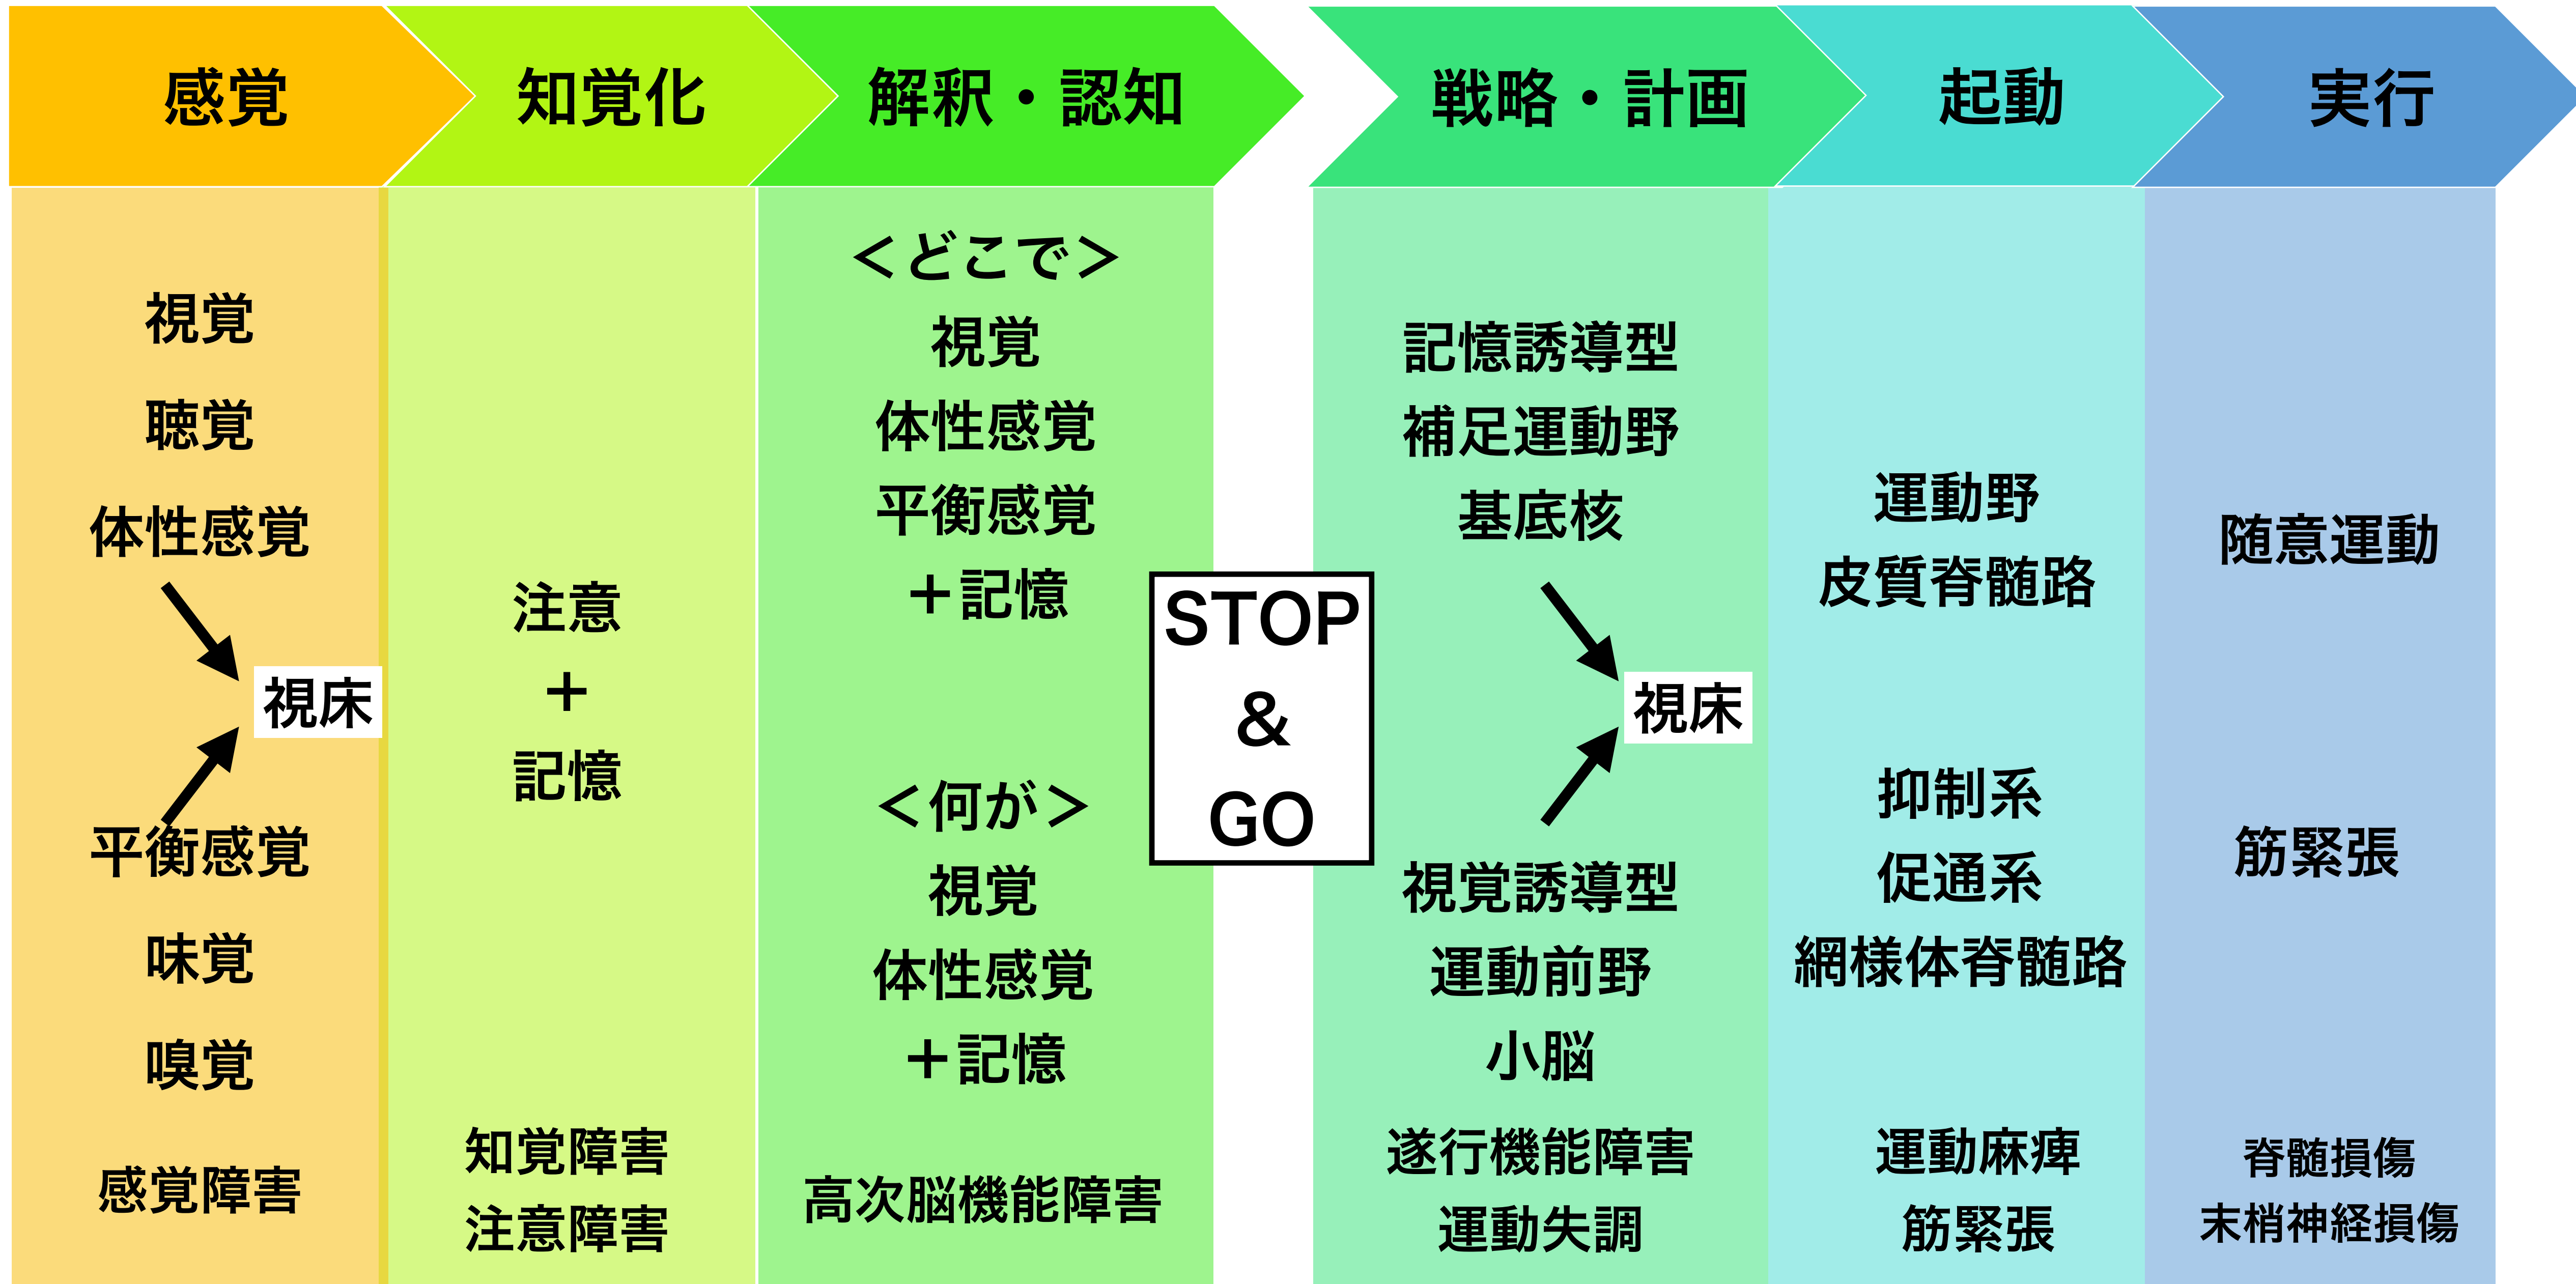 感覚
知覚化
解釈・認知
戦略・計画
起動
実行
視覚
聴覚
体性感覚
視床
平衡感覚
味覚
嗅覚
感覚障害
注意
＋
記憶
知覚障害
注意障害
＜どこで＞
視覚
体性感覚
平衡感覚
＋記憶
＜何が＞
視覚
体性感覚
＋記憶
高次脳機能障害
STOP
&
GO
記憶誘導型
補足運動野
基底核
視床
視覚誘導型
運動前野
小脳
遂行機能障害
運動失調
運動野
皮質脊髄路
抑制系
促通系
網様体脊髄路
運動麻痺
筋緊張
随意運動
筋緊張
脊髄損傷
末梢神経損傷